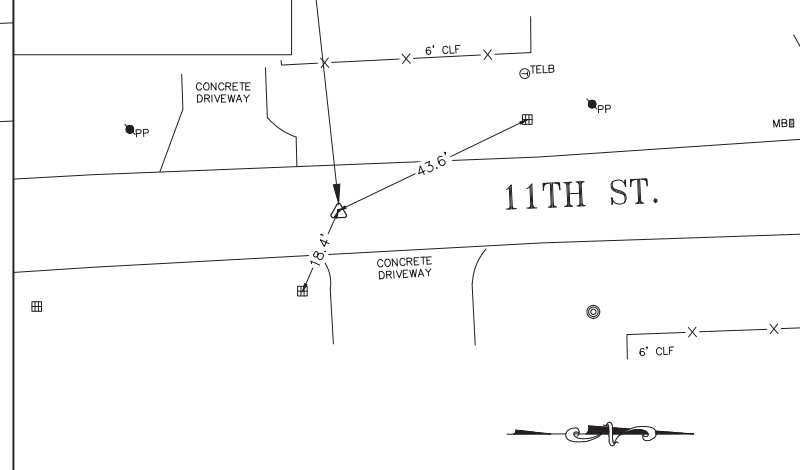 6' CLF
TELB
CONCRETE
DRIVEWAY
PP
PP
MB
43.6'
11TH ST.
18.4'
CONCRETE
DRIVEWAY
6' CLF